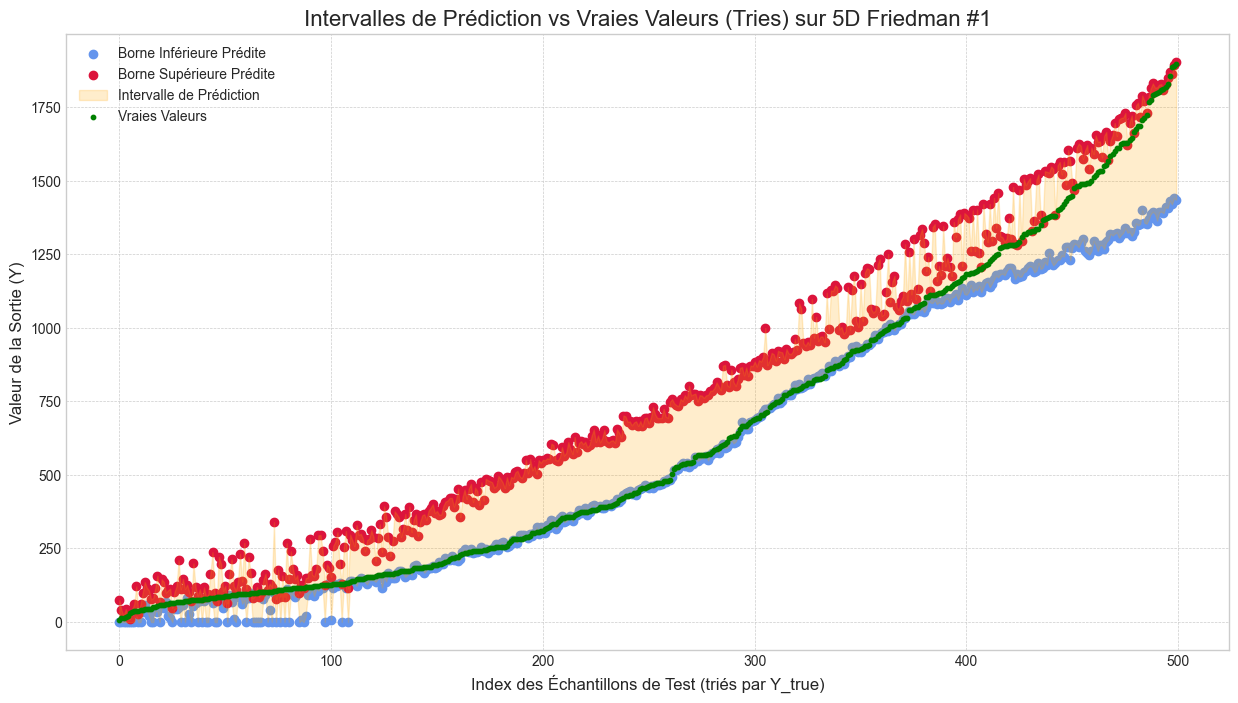 Intervalles de Prédiction vs Vraies Valeurs (Tries) sur 5D Friedman #1
Borne Inférieure Prédite
Borne Supérieure Prédite
Intervalle de Prédiction
Vraies Valeurs
Valeur de la Sortie (Y)
1750
1500
1250
1000
750
500
250
0
0
100
200
300
400
500
Index des Échantillons de Test (triés par Y_true)